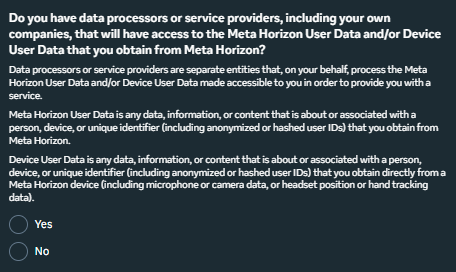 Do you have data processors or service providers, including your own
companies, that will have access to the Meta Horizon User Data and/or Device
User Data that you obtain from Meta Horizon?
Data processors or service providers are separate entities that, on your behalf, process the Meta
Horizon User Data and/or Device User Data made accessible to you in order to provide you with a
service.
Meta Horizon User Data is any data, information, or content that is about or associated with a
person, device, or unique identifier (including anonymized or hashed user IDs) that you obtain from
Meta Horizon.
Device User Data is any data, information, or content that is about or associated with a person,
device, or unique identifier (including anonymized or hashed user IDs) that you obtain directly from a
Meta Horizon device (including microphone or camera data, or headset position or hand tracking
data).
Yes
No